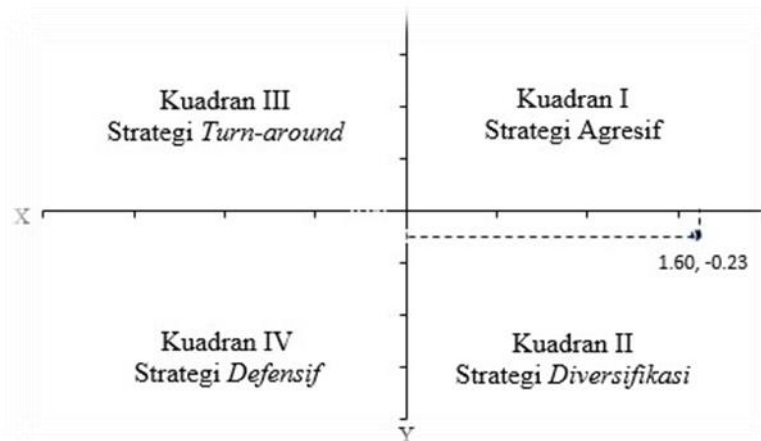 Kuadran III
Strategi Turn-around
Kuadran I
Strategi Agresif
X
1.60, -0.23
Kuadran IV
Strategi Defensif
Kuadran II
Strategi Diversifikasi
Y